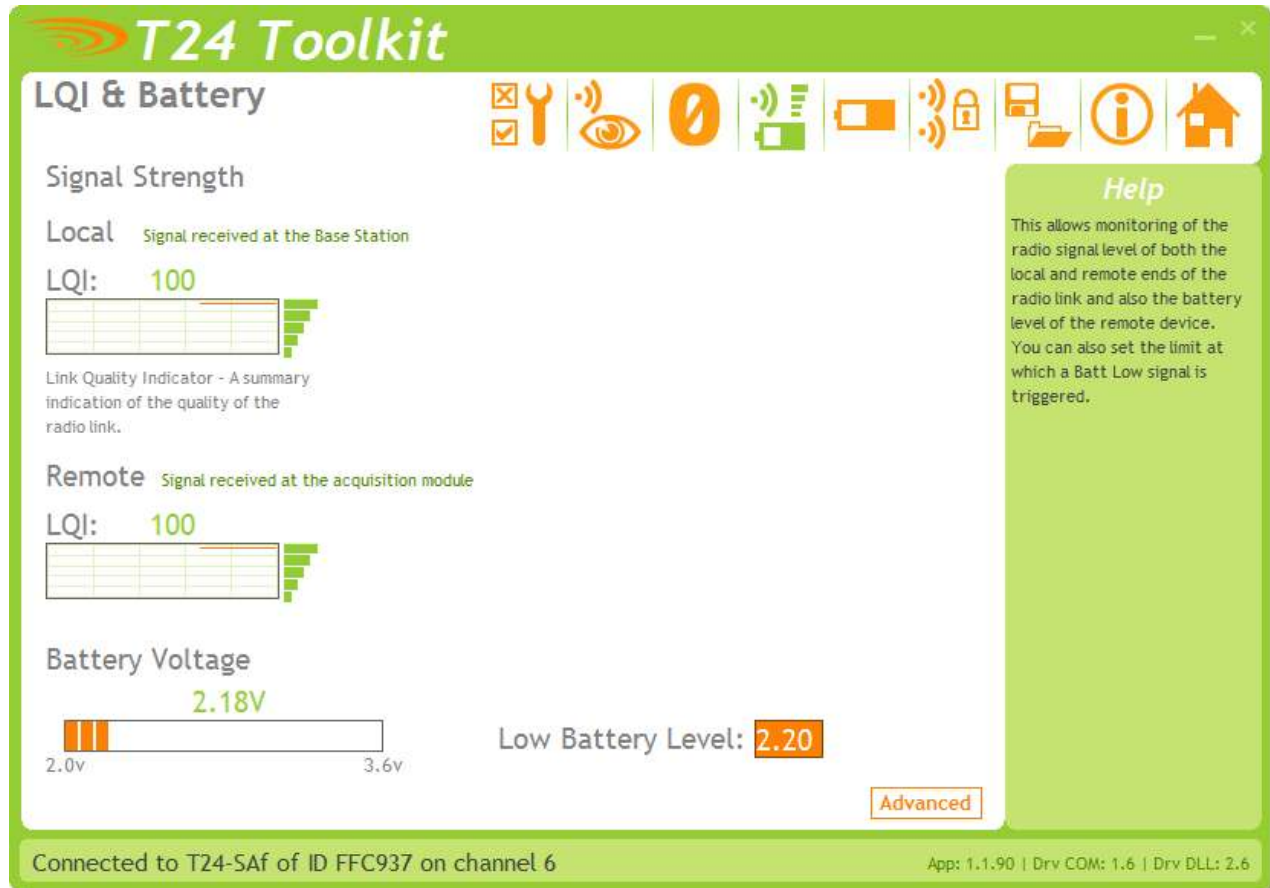 T24 Toolkit
LQI & Battery
Signal Strength
Local Signal received at the Base Station
LQI: 100
Link Quality Indicator - A summary
indication of the quality of the
radio link.
Remote Signal received at the acquisition module
LQI: 100
Battery Voltage
2.18V
2.0v 3.6v
Low Battery Level: 2.20
Advanced
Help
This allows monitoring of the
radio signal level of both the
local and remote ends of the
radio link and also the battery
level of the remote device.
You can also set the limit at
which a Batt Low signal is
triggered.
Connected to T24-SAf of ID FFC937 on channel 6
App: 1.1.90 | Drv COM: 1.6 | Drv DLL: 2.6